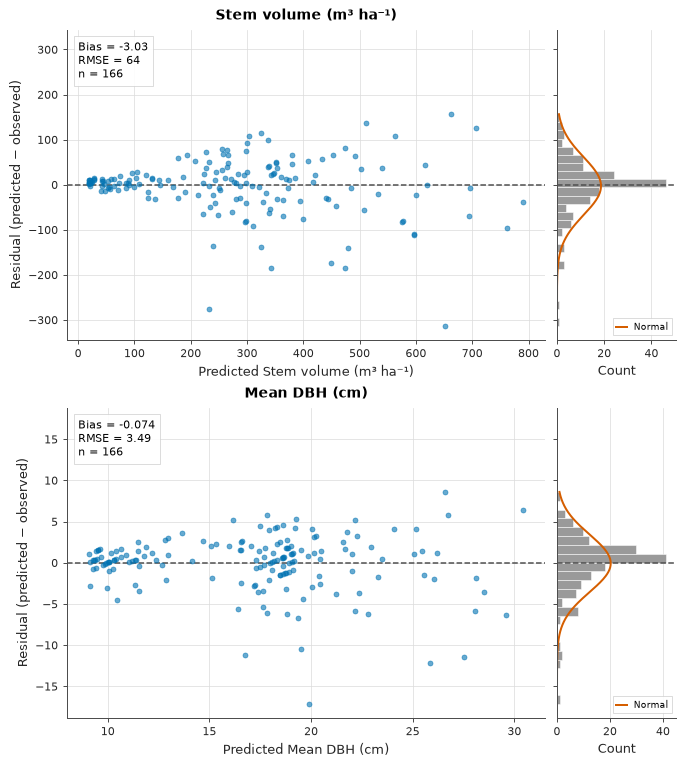 Stem volume (m³ ha⁻¹)
Bias = -3.03
RMSE = 64
n = 166
Residual (predicted − observed)
300
200
100
0
−100
−200
−300
0 100 200 300 400 500 600 700 800
Predicted Stem volume (m³ ha⁻¹)
Normal
0 20 40
Count
Mean DBH (cm)
Bias = -0.074
RMSE = 3.49
n = 166
Residual (predicted − observed)
15
10
5
0
−5
−10
−15
10 15 20 25 30
Predicted Mean DBH (cm)
Normal
0 20 40
Count